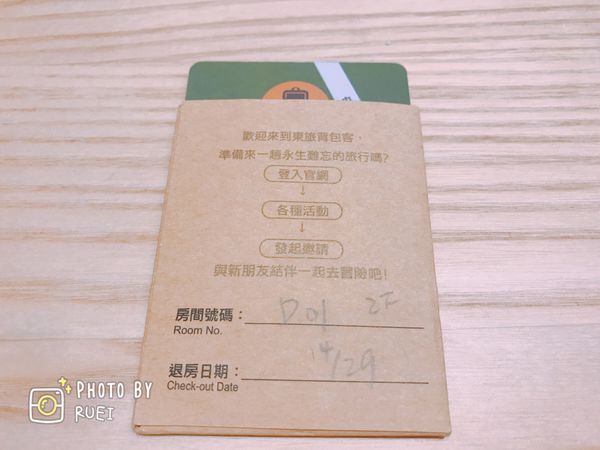 歡迎來到東旅背包客，
準備來一趟永生難忘的旅行嗎?
登入官網
↓
各種活動
↓
發起邀請
與新朋友結伴一起去冒險吧!
房間號碼： D01 2F
Room No.
退房日期： 4/29
Check-out Date
PHOTO BY
RUEI